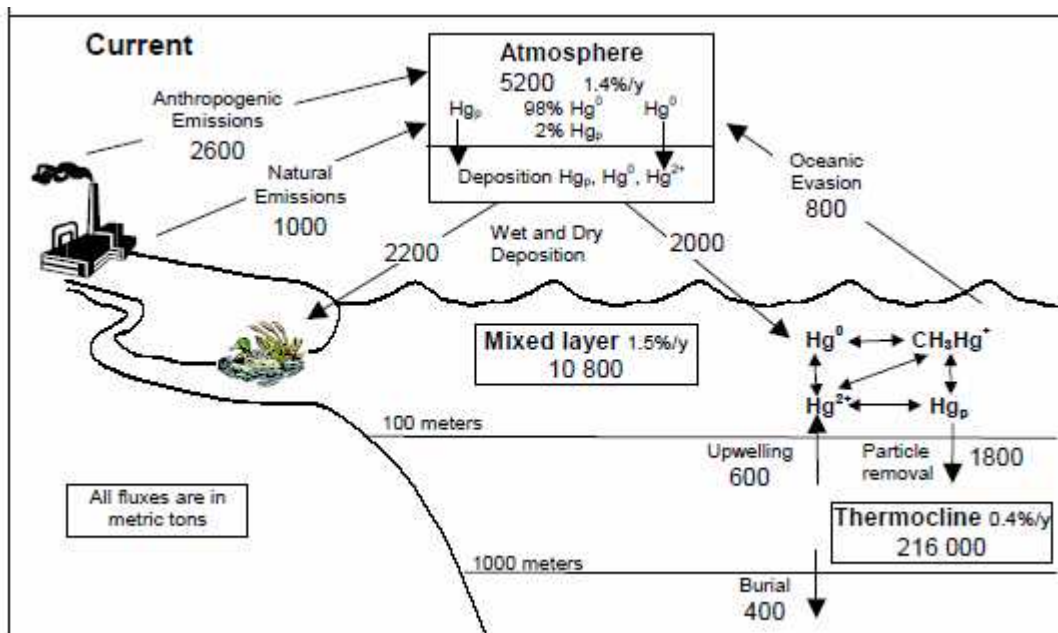 Current
Atmosphere
5200 1.4%/y
Hgₚ 98% Hg⁰ Hg⁰
2% Hgₚ
Deposition Hgₚ, Hg⁰, Hg²⁺
Anthropogenic
Emissions
2600
Natural
Emissions
1000
Oceanic
Evasion
800
2200
Wet and Dry
Deposition
2000
Mixed layer 1.5%/y
10 800
Hg⁰ CH₃Hg⁺
Hg²⁺ Hgₚ
100 meters
Upwelling
600
Particle
removal
1800
All fluxes are in
metric tons
Thermocline 0.4%/y
216 000
1000 meters
Burial
400